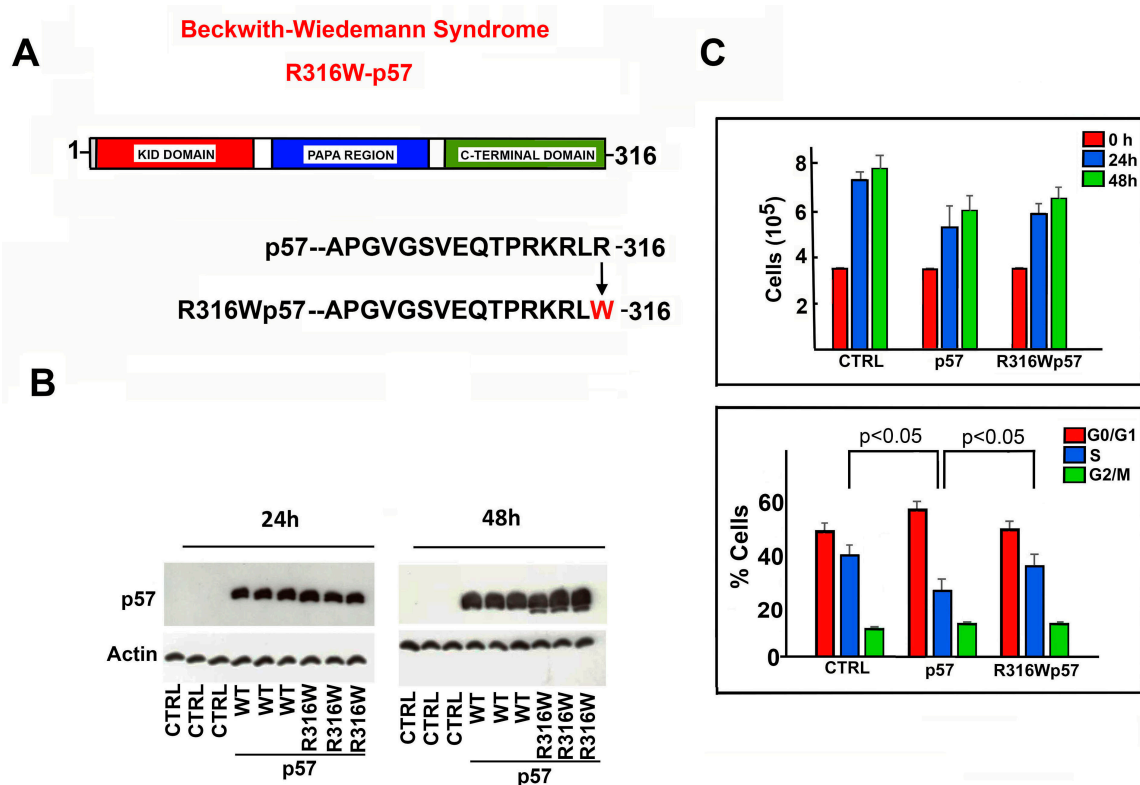 Beckwith-Wiedemann Syndrome
R316W-p57
A
1 KID DOMAIN PAPA REGION C-TERMINAL DOMAIN -316
p57--APGVGSVEQTPRKRLR-316
R316Wp57--APGVGSVEQTPRKRLW-316
B
24h 48h
p57
Actin
CTRL CTRL CTRL WT WT WT R316W R316W R316W
p57
CTRL CTRL CTRL WT WT WT R316W R316W R316W
p57
C
0 h
24h
48h
Cells (10⁵)
8
6
4
2
CTRL p57 R316Wp57
p<0.05 p<0.05
G0/G1
S
G2/M
% Cells
60
40
20
0
CTRL p57 R316Wp57